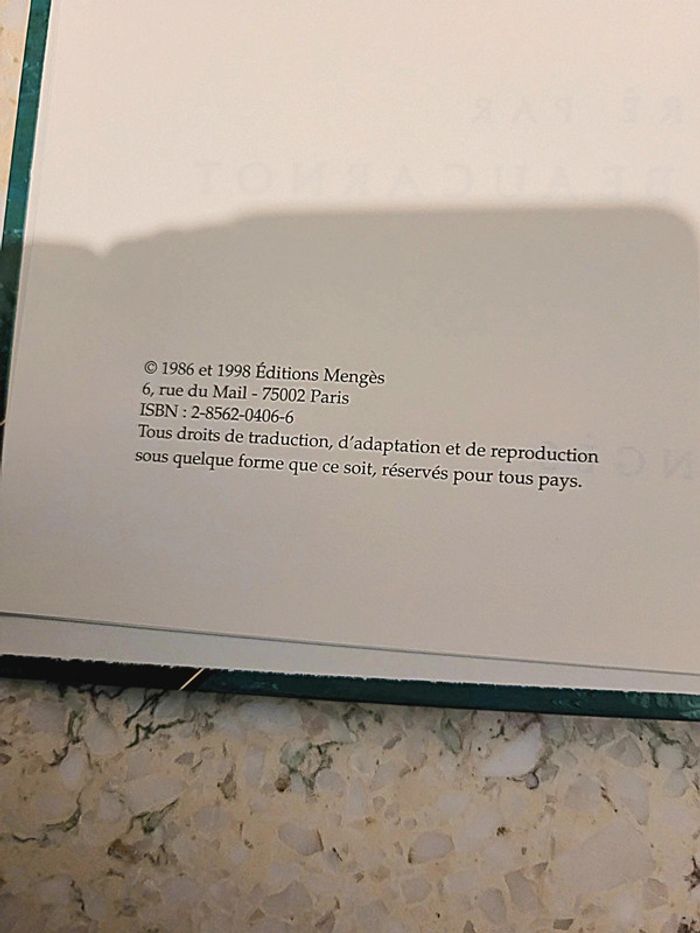 © 1986 et 1998 Éditions Mengès
6, rue du Mail - 75002 Paris
ISBN : 2-8562-0406-6
Tous droits de traduction, d'adaptation et de reproduction
sous quelque forme que ce soit, réservés pour tous pays.